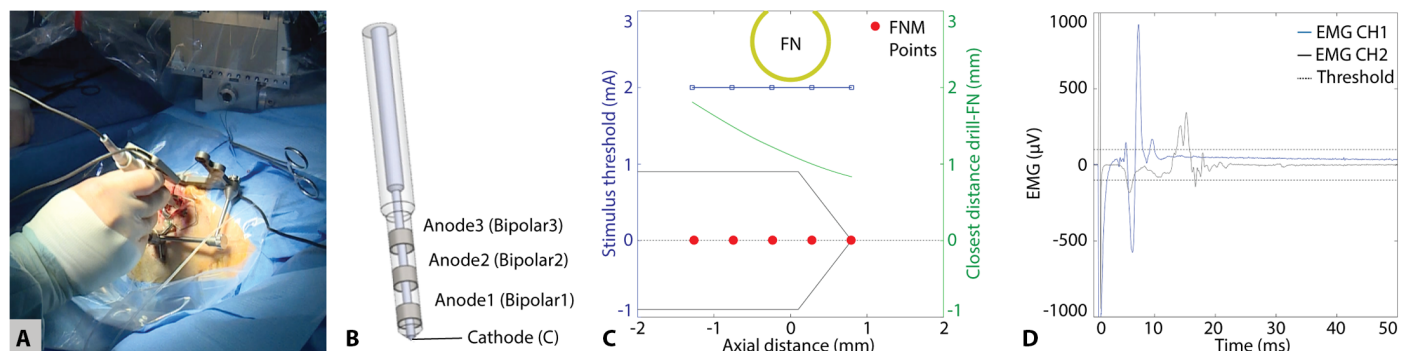 A
B
Anode3 (Bipolar3)
Anode2 (Bipolar2)
Anode1 (Bipolar1)
Cathode (C)
C
Stimulus threshold (mA)
3
2
1
0
-1
FN
FNM
Points
3
2
1
0
-1
Closest distance drill-FN (mm)
-2
-1
0
1
2
Axial distance (mm)
D
EMG (µV)
1000
500
0
-500
-1000
EMG CH1
EMG CH2
Threshold
0
10
20
30
40
50
Time (ms)